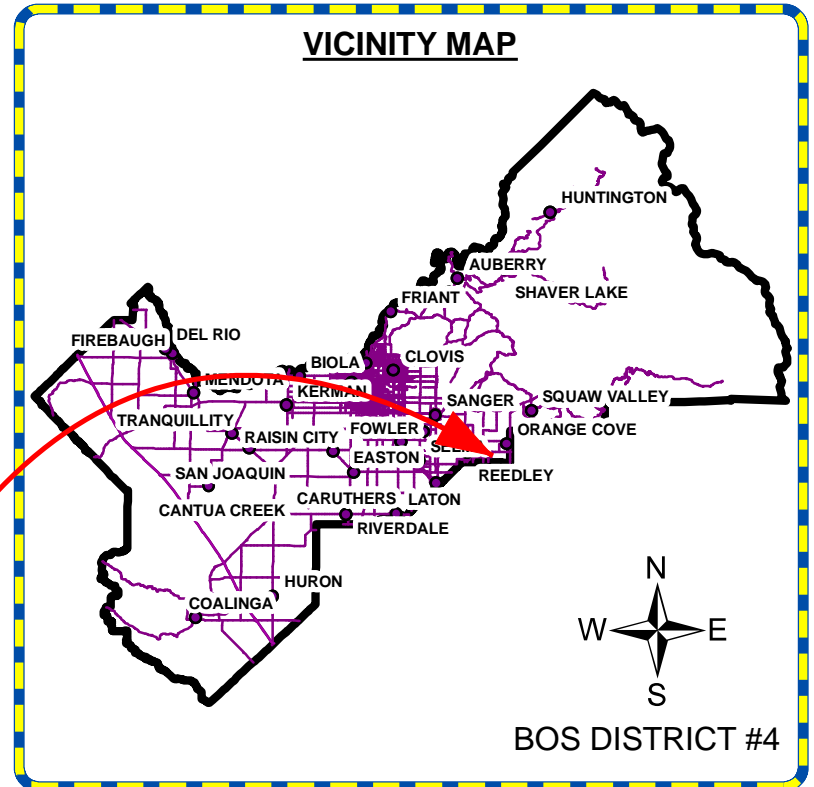 VICINITY MAP
HUNTINGTON
AUBERRY
SHAVER LAKE
FRIANT
DEL RIO
FIREBAUGH
BIOLA
CLOVIS
MENDOTA
KERMAN
SANGER
SQUAW VALLEY
TRANQUILLITY
FOWLER
ORANGE COVE
RAISIN CITY
EASTON
SAN JOAQUIN
REEDLEY
CARUTHERS
LATON
CANTUA CREEK
RIVERDALE
HURON
COALINGA
N
W
E
S
BOS DISTRICT #4